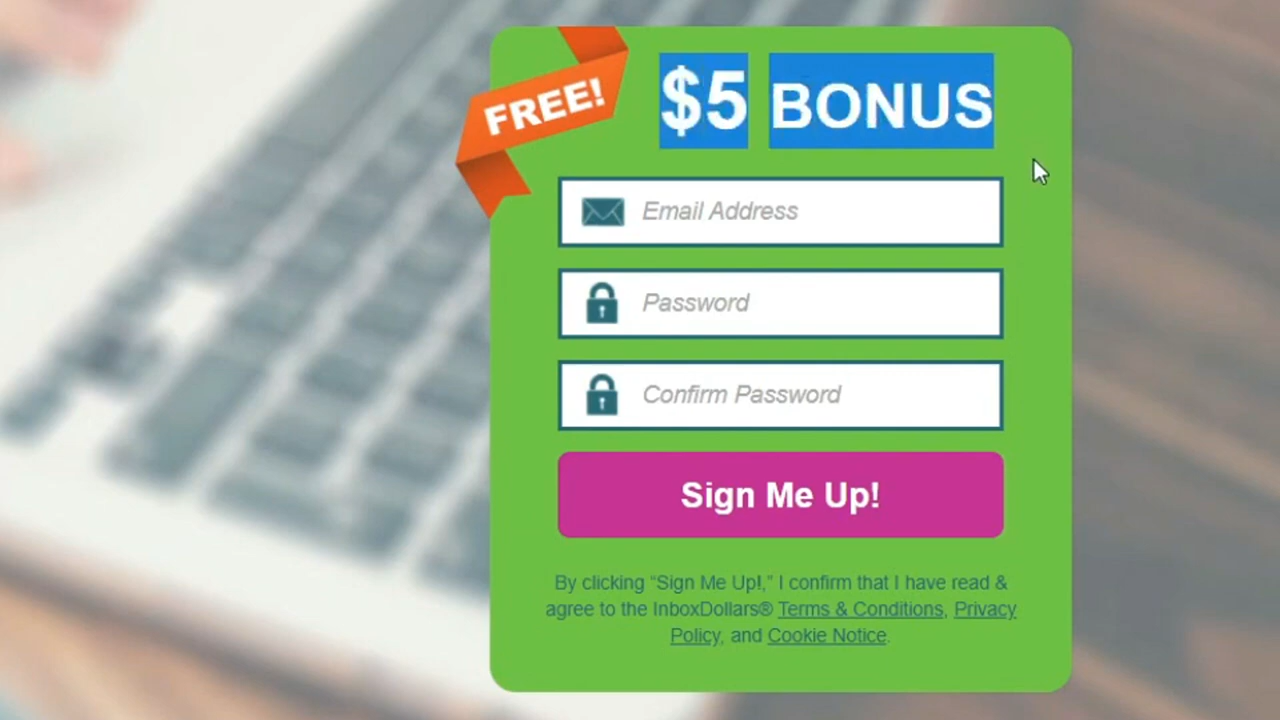 FREE!
$5 BONUS
Email Address
Password
Confirm Password
Sign Me Up!
By clicking “Sign Me Up!,” I confirm that I have read &
agree to the InboxDollars® Terms & Conditions, Privacy
Policy, and Cookie Notice.